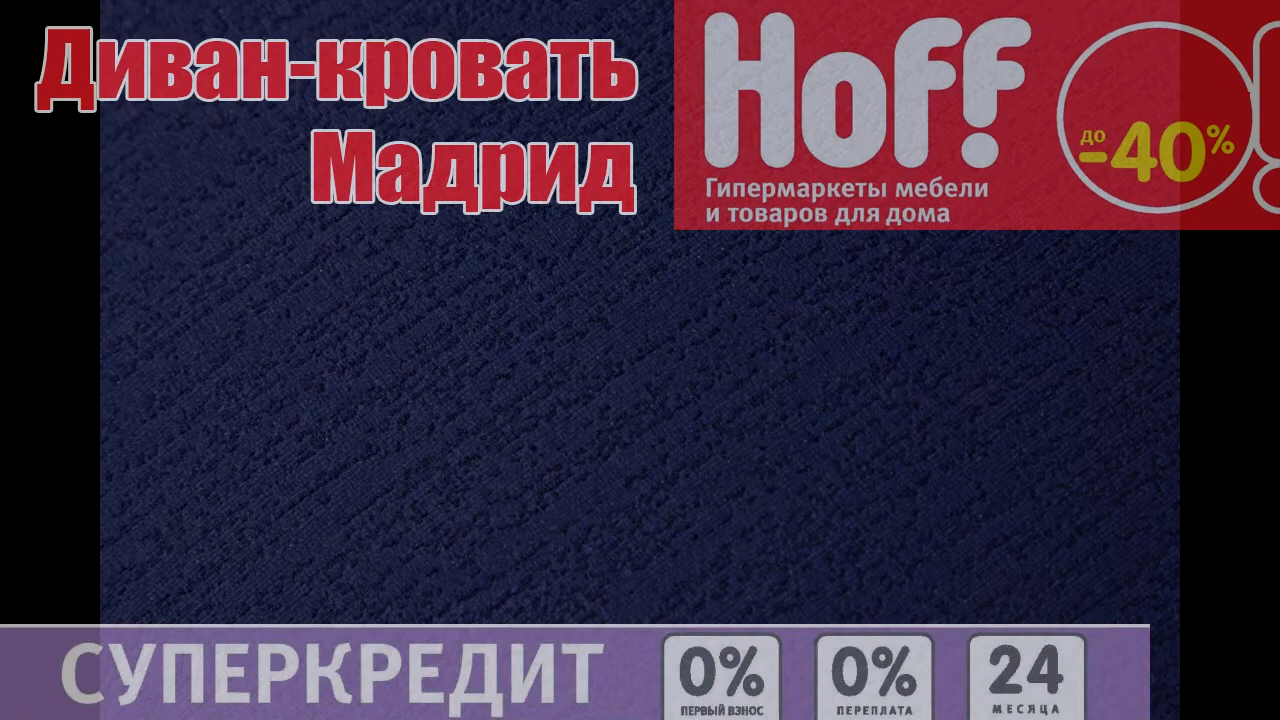 Диван-кровать
Мадрид
Hoff
Гипермаркеты мебели
и товаров для дома
до
-40%
СУПЕРКРЕДИТ
0%
ПЕРВЫЙ ВЗНОС
0%
ПЕРЕПЛАТА
24
МЕСЯЦА